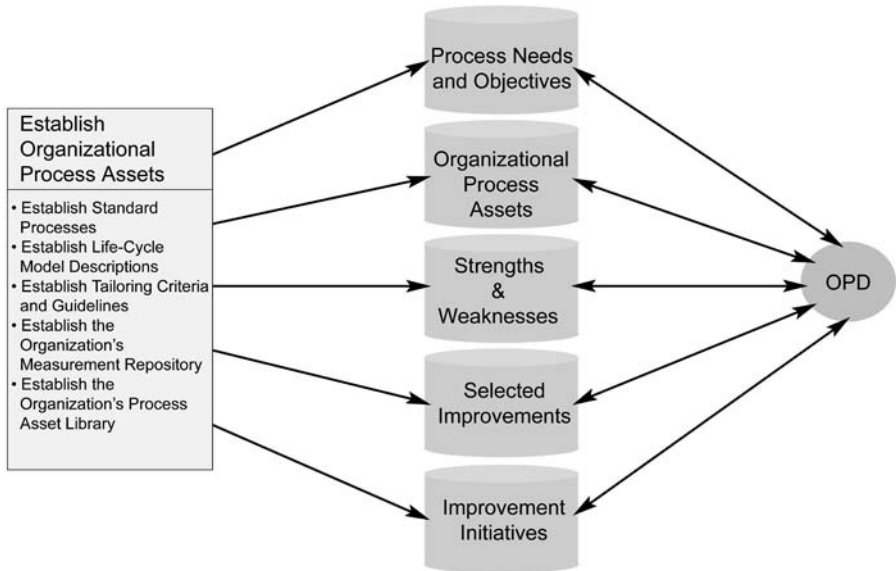 Establish
Organizational
Process Assets
• Establish Standard
Processes
• Establish Life-Cycle
Model Descriptions
• Establish Tailoring Criteria
and Guidelines
• Establish the
Organization's
Measurement Repository
• Establish the
Organization's Process
Asset Library
Process Needs
and Objectives
Organizational
Process
Assets
Strengths
&
Weaknesses
Selected
Improvements
Improvement
Initiatives
OPD